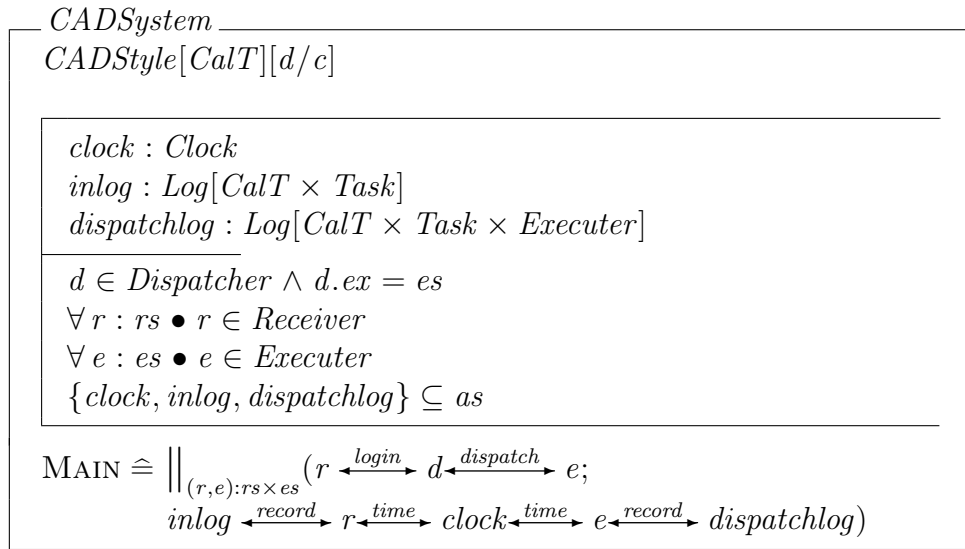 CADSystem
CADStyle[CalT][d/c]
clock : Clock
inlog : Log[CalT × Task]
dispatchlog : Log[CalT × Task × Executer]
d ∈ Dispatcher ∧ d.ex = es
∀ r : rs • r ∈ Receiver
∀ e : es • e ∈ Executer
{clock, inlog, dispatchlog} ⊆ as
MAIN ≙ ‖(r,e):rs×es (r ←login→ d ←dispatch→ e;
inlog ←record→ r ←time→ clock ←time→ e ←record→ dispatchlog)